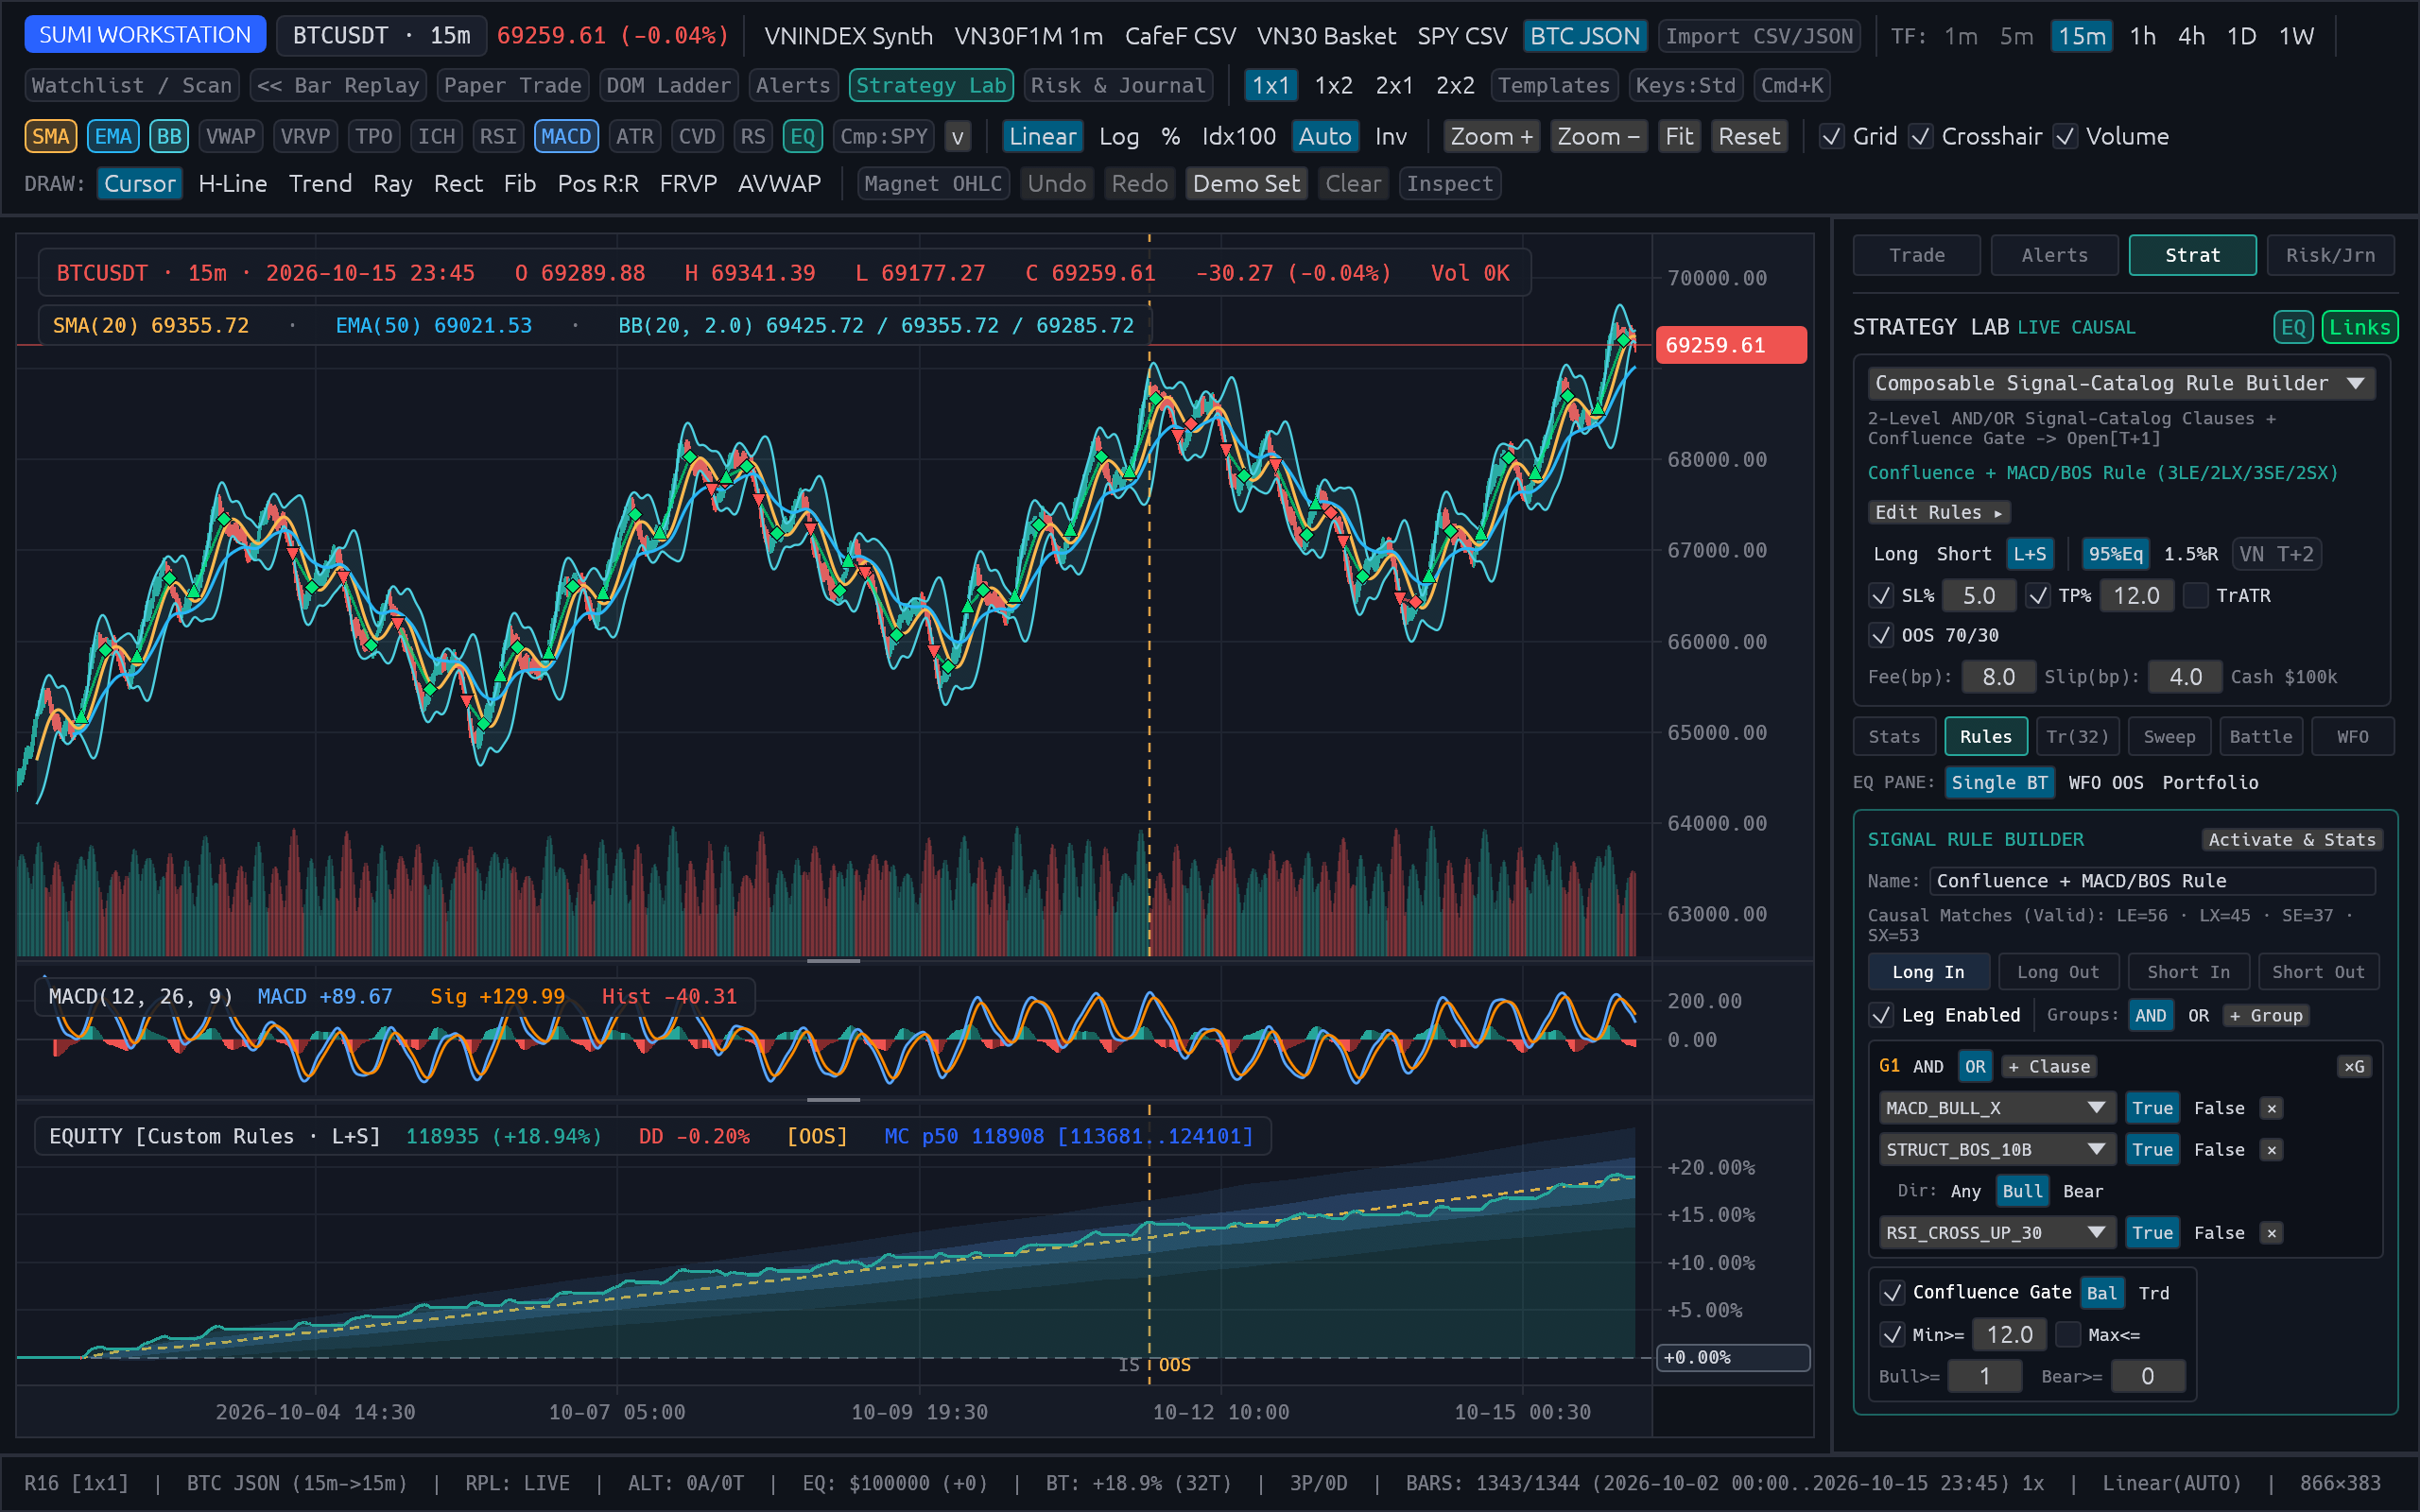 SUMI WORKSTATION BTCUSDT · 15m 69259.61 (-0.04%) VNINDEX Synth VN30F1M 1m CafeF CSV VN30 Basket SPY CSV BTC JSON Import CSV/JSON TF: 1m 5m 15m 1h 4h 1D 1W
Watchlist / Scan << Bar Replay Paper Trade DOM Ladder Alerts Strategy Lab Risk & Journal 1x1 1x2 2x1 2x2 Templates Keys:Std Cmd+K
SMA EMA BB VWAP VRVP TPO ICH RSI MACD ATR CVD RS EQ Cmp:SPY v Linear Log % Idx100 Auto Inv Zoom + Zoom − Fit Reset Grid Crosshair Volume
DRAW: Cursor H-Line Trend Ray Rect Fib Pos R:R FRVP AVWAP Magnet OHLC Undo Redo Demo Set Clear Inspect
BTCUSDT · 15m · 2026-10-15 23:45 O 69289.88 H 69341.39 L 69177.27 C 69259.61 -30.27 (-0.04%) Vol 0K
SMA(20) 69355.72 · EMA(50) 69021.53 · BB(20, 2.0) 69425.72 / 69355.72 / 69285.72
70000.00
69259.61
68000.00
67000.00
66000.00
65000.00
64000.00
63000.00
MACD(12, 26, 9) MACD +89.67 Sig +129.99 Hist -40.31
200.00
0.00
EQUITY [Custom Rules · L+S] 118935 (+18.94%) DD -0.20% [OOS] MC p50 118908 [113681..124101]
+20.00%
+15.00%
+10.00%
+5.00%
+0.00%
IS OOS
2026-10-04 14:30 10-07 05:00 10-09 19:30 10-12 10:00 10-15 00:30
Trade Alerts Strat Risk/Jrn
STRATEGY LAB LIVE CAUSAL EQ Links
Composable Signal-Catalog Rule Builder
2-Level AND/OR Signal-Catalog Clauses +
Confluence Gate -> Open[T+1]
Confluence + MACD/BOS Rule (3LE/2LX/3SE/2SX)
Edit Rules ▸
Long Short L+S 95%Eq 1.5%R VN T+2
SL% 5.0 TP% 12.0 TrATR
OOS 70/30
Fee(bp): 8.0 Slip(bp): 4.0 Cash $100k
Stats Rules Tr(32) Sweep Battle WFO
EQ PANE: Single BT WFO OOS Portfolio
SIGNAL RULE BUILDER Activate & Stats
Name: Confluence + MACD/BOS Rule
Causal Matches (Valid): LE=56 · LX=45 · SE=37 ·
SX=53
Long In Long Out Short In Short Out
Leg Enabled Groups: AND OR + Group
G1 AND OR + Clause ×G
MACD_BULL_X True False ×
STRUCT_BOS_10B True False ×
Dir: Any Bull Bear
RSI_CROSS_UP_30 True False ×
Confluence Gate Bal Trd
Min>= 12.0 Max<=
Bull>= 1 Bear>= 0
R16 [1x1] | BTC JSON (15m->15m) | RPL: LIVE | ALT: 0A/0T | EQ: $100000 (+0) | BT: +18.9% (32T) | 3P/0D | BARS: 1343/1344 (2026-10-02 00:00..2026-10-15 23:45) 1x | Linear(AUTO) | 866×383